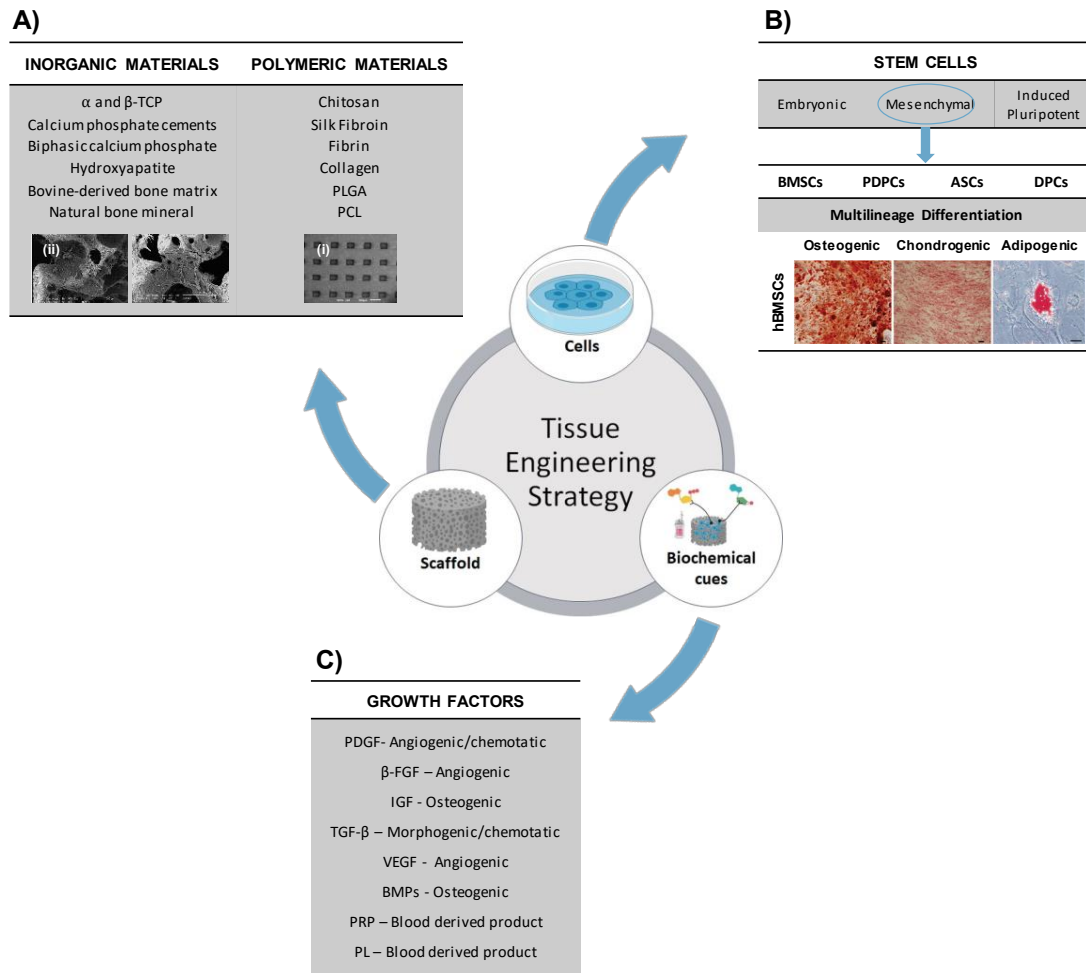 A)
INORGANIC MATERIALS POLYMERIC MATERIALS
α and β-TCP Chitosan
Calcium phosphate cements Silk Fibroin
Biphasic calcium phosphate Fibrin
Hydroxyapatite Collagen
Bovine-derived bone matrix PLGA
Natural bone mineral PCL
(ii) (i)
B)
STEM CELLS
Embryonic Mesenchymal Induced
Pluripotent
BMSCs PDPCs ASCs DPCs
Multilineage Differentiation
Osteogenic Chondrogenic Adipogenic
hBMSCs
Cells
Tissue
Engineering
Strategy
Scaffold
Biochemical
cues
C)
GROWTH FACTORS
PDGF- Angiogenic/chemotatic
β-FGF – Angiogenic
IGF - Osteogenic
TGF-β – Morphogenic/chemotatic
VEGF - Angiogenic
BMPs - Osteogenic
PRP – Blood derived product
PL – Blood derived product